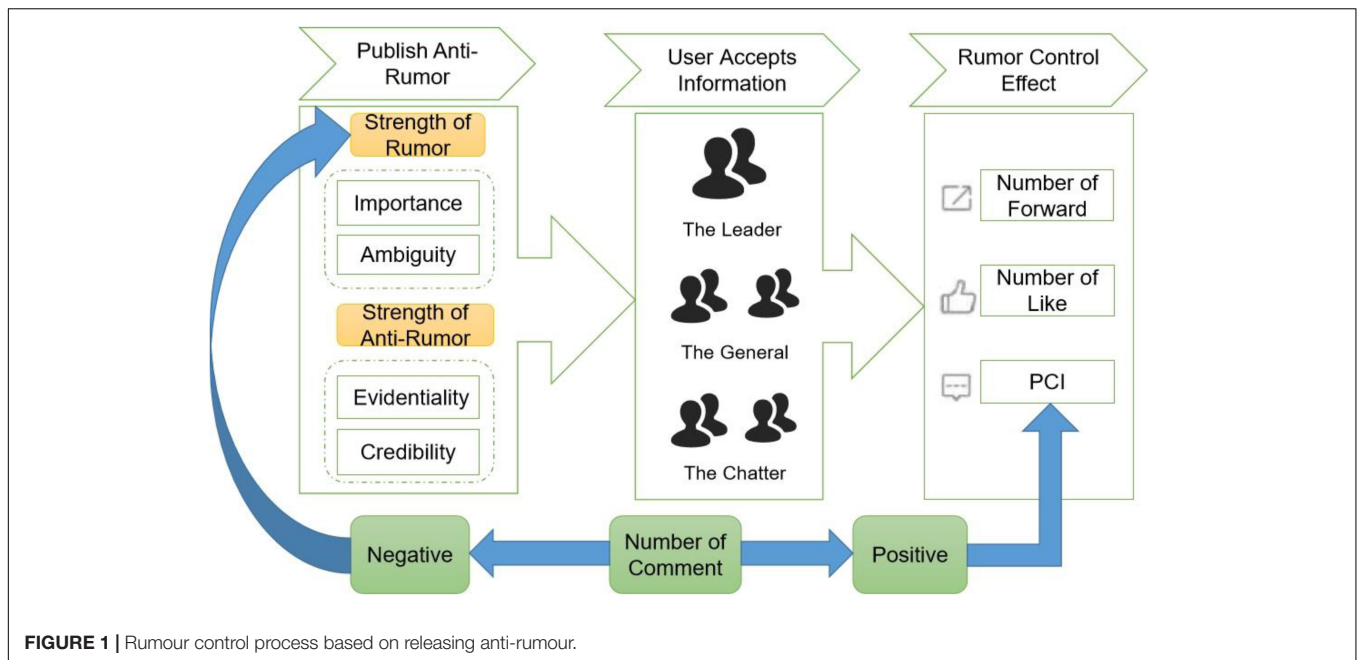 Publish Anti-
Rumor
User Accepts
Information
Rumor Control
Effect
Strength of
Rumor
Importance
Ambiguity
Strength of
Anti-Rumor
Evidentiality
Credibility
The Leader
The General
The Chatter
Number of
Forward
Number of
Like
PCI
Negative
Number of
Comment
Positive
FIGURE 1 | Rumour control process based on releasing anti-rumour.